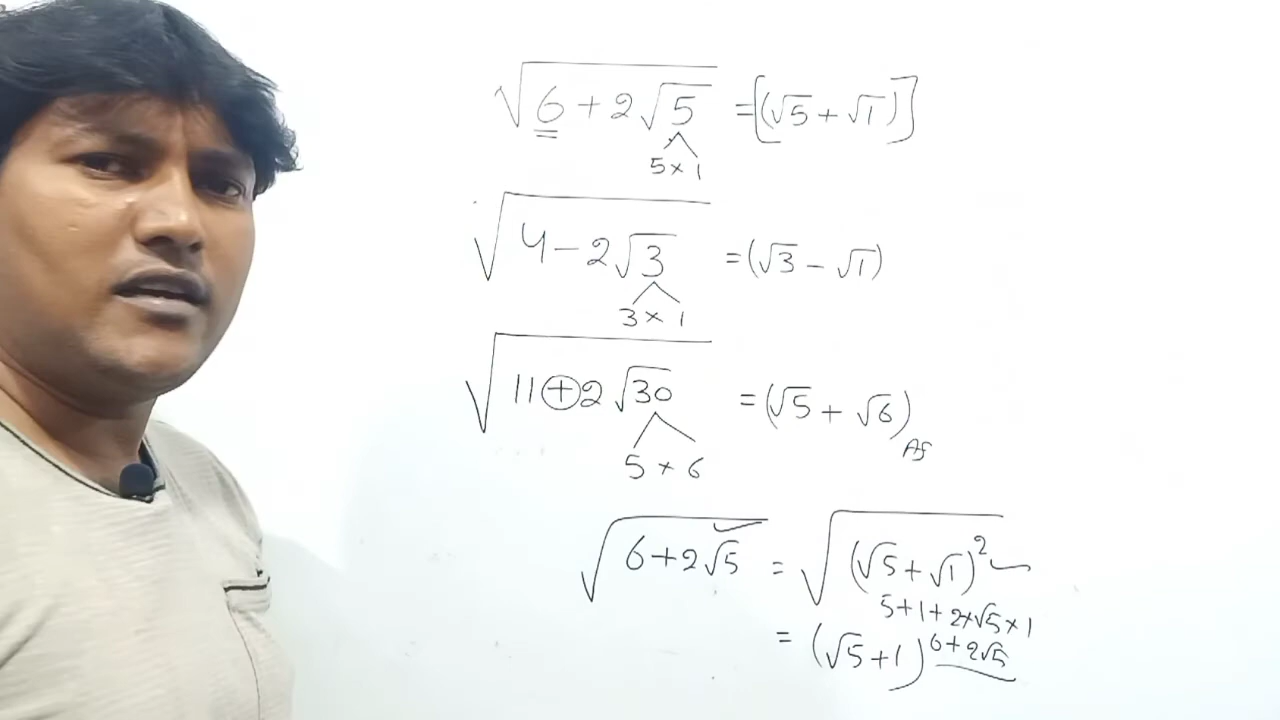 √(6 + 2√5) = [(√5 + √1)]
5 × 1
√(4 − 2√3) = (√3 − √1)
3 × 1
√(11 ⊕ 2√30) = (√5 + √6)
5 × 6
√(6 + 2√5) = √((√5 + √1)²)
5 + 1 + 2×√5×1
= (√5 + 1) 6 + 2√5